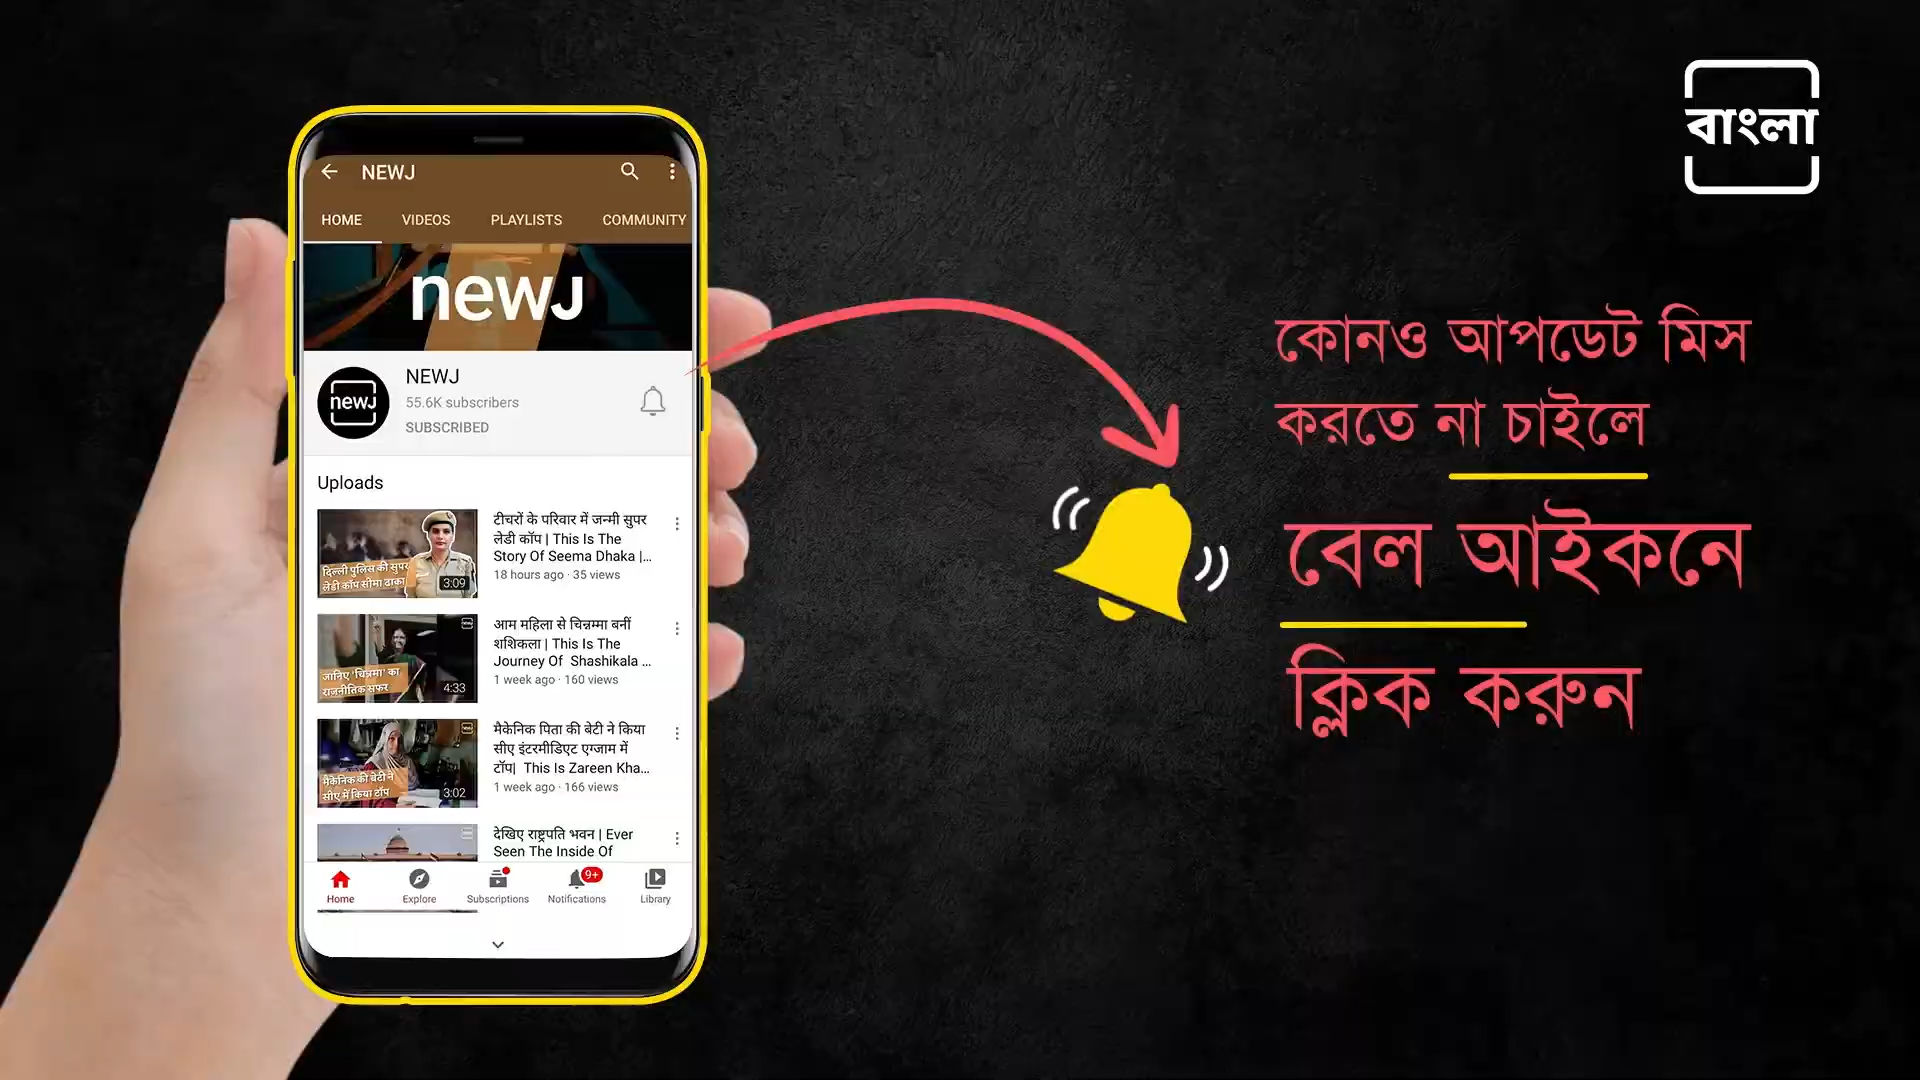 NEWJ
HOME VIDEOS PLAYLISTS COMMUNITY
newJ
newJ
NEWJ
55.6K subscribers
SUBSCRIBED
Uploads
दिल्ली पुलिस की सुपर
लेडी कॉप सीमा ढाका
3:09
टीचरों के परिवार में जन्मी सुपर
लेडी कॉप | This Is The
Story Of Seema Dhaka |...
18 hours ago · 35 views
जानिए 'चिन्नम्मा' का
राजनीतिक सफर
4:33
आम महिला से चिन्नम्मा बनीं
शशिकला | This Is The
Journey Of Shashikala ...
1 week ago · 160 views
मैकेनिक की बेटी ने
सीए में किया टॉप
3:02
मैकेनिक पिता की बेटी ने किया
सीए इंटरमीडिएट एग्जाम में
टॉप| This Is Zareen Kha...
1 week ago · 166 views
देखिए राष्ट्रपति भवन | Ever
Seen The Inside Of
9+
Home Explore Subscriptions Notifications Library
বাংলা
কোনও আপডেট মিস
করতে না চাইলে
বেল আইকনে
ক্লিক করুন